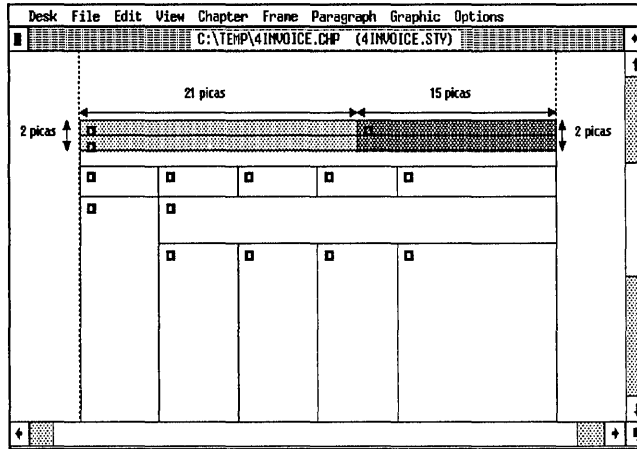 Desk File Edit View Chapter Frame Paragraph Graphic Options
C:\TEMP\4INVOICE.CHP (4INVOICE.STY)
21 picas 15 picas
2 picas 2 picas